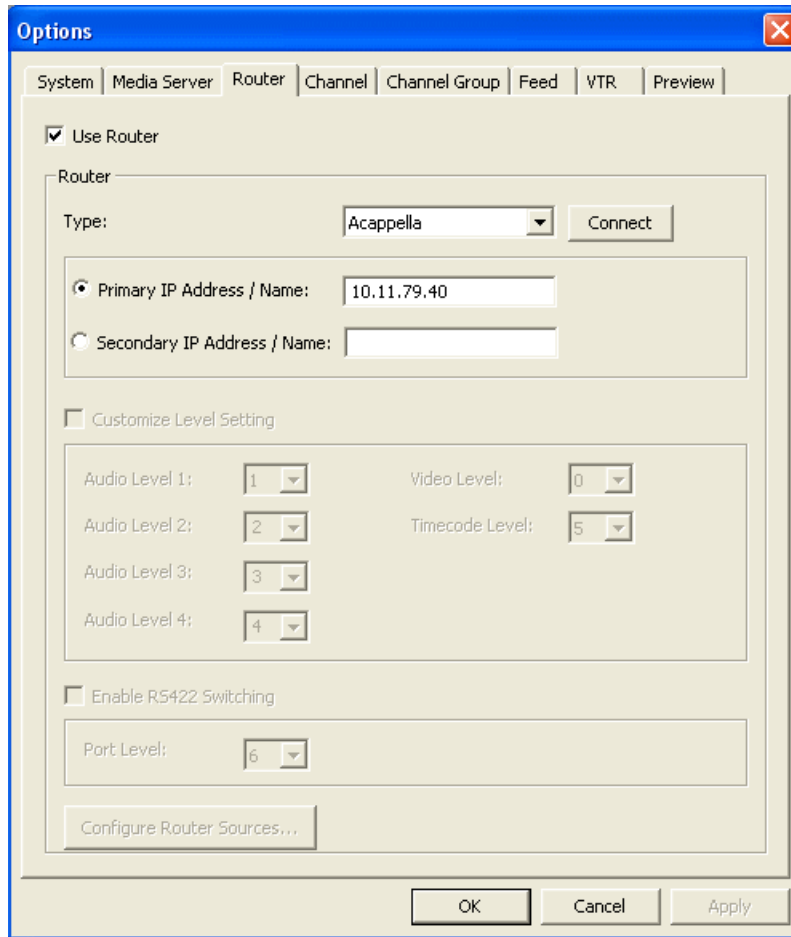 Options
System Media Server Router Channel Channel Group Feed VTR Preview
Use Router
Router
Type: Acappella Connect
Primary IP Address / Name: 10.11.79.40
Secondary IP Address / Name:
Customize Level Setting
Audio Level 1: 1 Video Level: 0
Audio Level 2: 2 Timecode Level: 5
Audio Level 3: 3
Audio Level 4: 4
Enable RS422 Switching
Port Level: 6
Configure Router Sources...
OK Cancel Apply